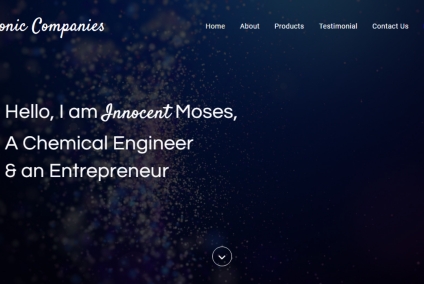 onic Companies
Home About Products Testimonial Contact Us
Hello, I am Innocent Moses,
A Chemical Engineer
& an Entrepreneur